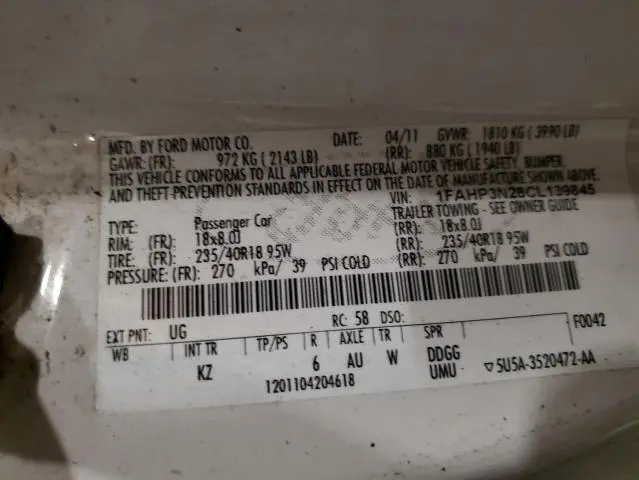 MFD. BY FORD MOTOR CO. DATE: 04/11 GVWR: 1810 KG ( 3990 LB)
GAWR: (FR): 972 KG ( 2143 LB) (RR): 880 KG ( 1940 LB)
THIS VEHICLE CONFORMS TO ALL APPLICABLE FEDERAL MOTOR VEHICLE SAFETY, BUMPER,
AND THEFT PREVENTION STANDARDS IN EFFECT ON THE DATE OF MANUFACTURE SHOWN ABOVE.
VIN: 1FAHP3N28CL139845
TYPE: Passenger Car TRAILER TOWING - SEE OWNER GUIDE
RIM: (FR): 18x8.0J (RR): 18x8.0J
TIRE: (FR): 235/40R18 95W (RR): 235/40R18 95W
PRESSURE: (FR): 270 kPa/ 39 PSI COLD (RR): 270 kPa/ 39 PSI COLD
EXT PNT: UG RC: 58 DSO: F0042
WB INT TR TP/PS R AXLE TR SPR
KZ 6 AU W DDGG
UMU ▽5U5A-3520472-AA
1201104204618